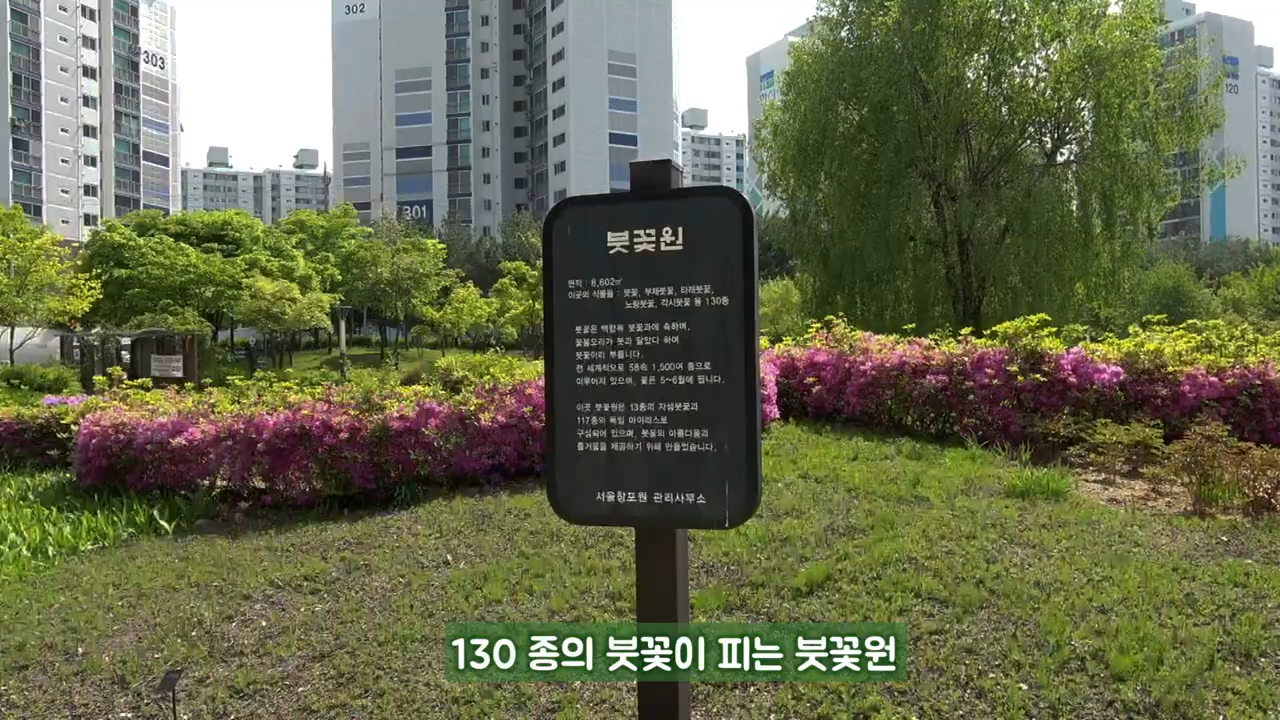 302
303
301
120
붓꽃원
면적 : 8,602㎡
이곳의 식물들 : 붓꽃, 부채붓꽃, 타래붓꽃,
노랑붓꽃, 각시붓꽃 등 130종
붓꽃은 백합목 붓꽃과에 속하며,
꽃봉오리가 붓과 닮았다 하여
붓꽃이라 부릅니다.
전 세계적으로 58속 1,500여 종으로
이루어져 있으며, 꽃은 5~6월에 핍니다.
이곳 붓꽃원은 13종의 자생붓꽃과
117종의 독일 아이리스로
구성되어 있으며, 붓꽃의 아름다움과
즐거움을 제공하기 위해 만들었습니다.
서울창포원 관리사무소
130 종의 붓꽃이 피는 붓꽃원